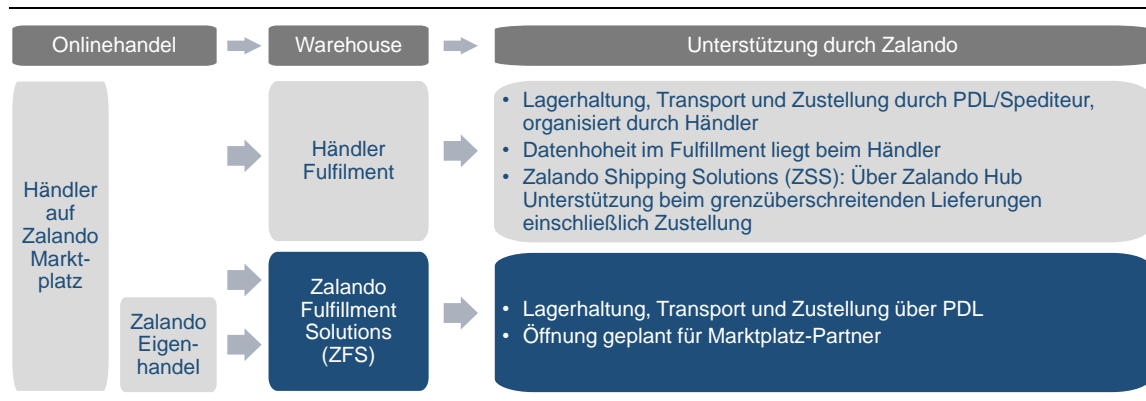 Onlinehandel
Warehouse
Unterstützung durch Zalando
Händler
auf
Zalando
Markt-
platz
Zalando
Eigen-
handel
Händler
Fulfilment
• Lagerhaltung, Transport und Zustellung durch PDL/Spediteur,
organisiert durch Händler
• Datenhoheit im Fulfillment liegt beim Händler
• Zalando Shipping Solutions (ZSS): Über Zalando Hub
Unterstützung beim grenzüberschreitenden Lieferungen
einschließlich Zustellung
Zalando
Fulfillment
Solutions
(ZFS)
• Lagerhaltung, Transport und Zustellung über PDL
• Öffnung geplant für Marktplatz-Partner